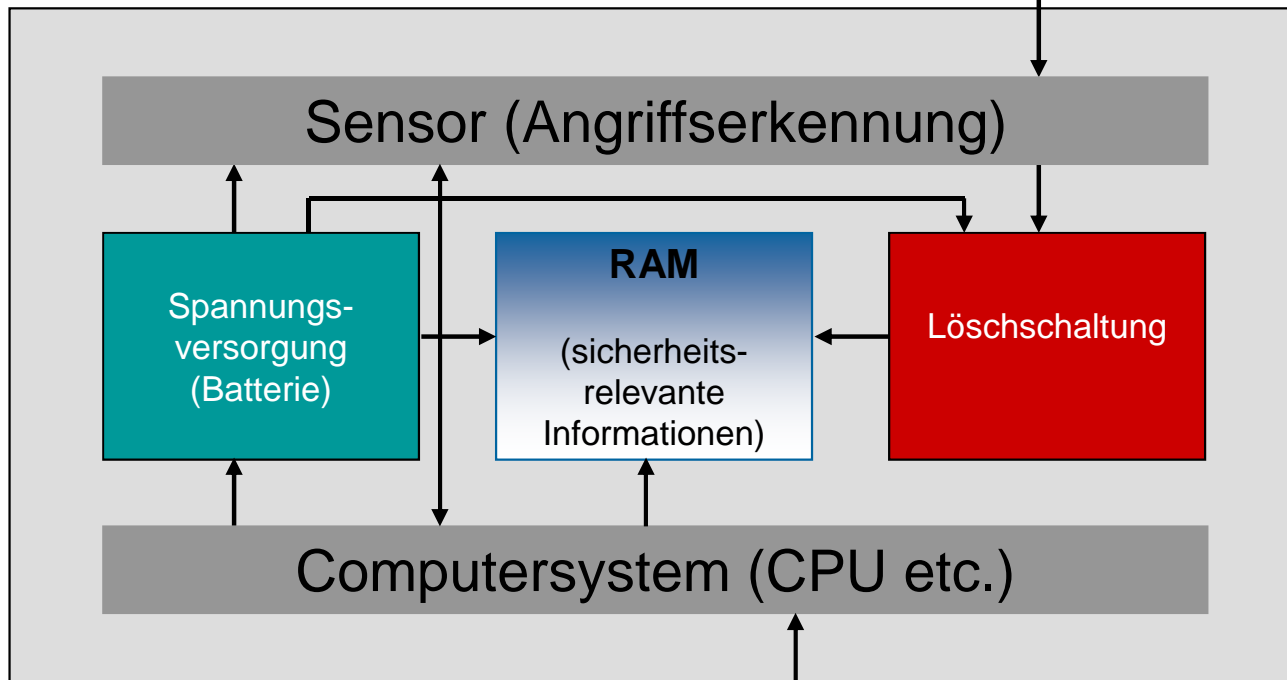 Sensor (Angriffserkennung)
Spannungs-
versorgung
(Batterie)
RAM
(sicherheits-
relevante
Informationen)
Löschschaltung
Computersystem (CPU etc.)